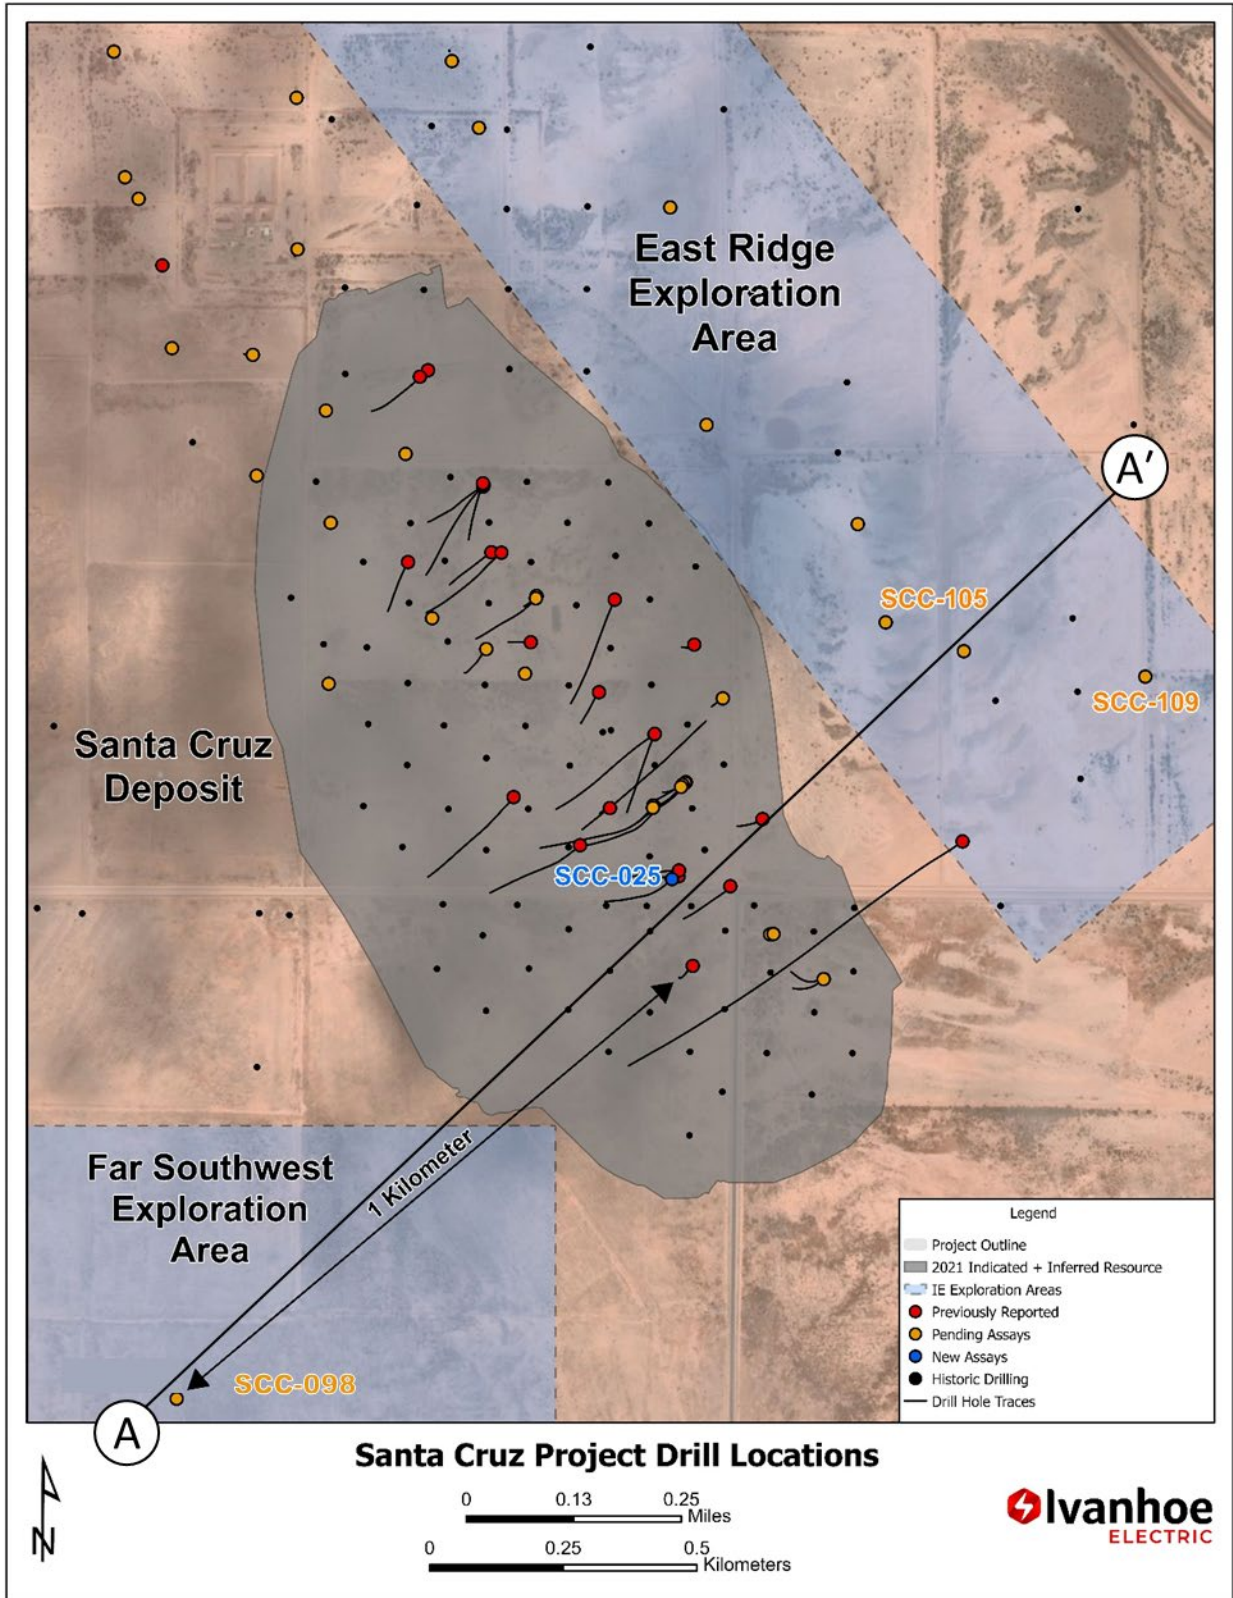 East Ridge
Exploration
Area
A′
SCC-105
SCC-109
Santa Cruz
Deposit
SCC-025
1 Kilometer
Far Southwest
Exploration
Area
SCC-098
A
Legend
Project Outline
2021 Indicated + Inferred Resource
IE Exploration Areas
Previously Reported
Pending Assays
New Assays
Historic Drilling
Drill Hole Traces
Santa Cruz Project Drill Locations
N
0 0.13 0.25
Miles
0 0.25 0.5
Kilometers
Ivanhoe
ELECTRIC